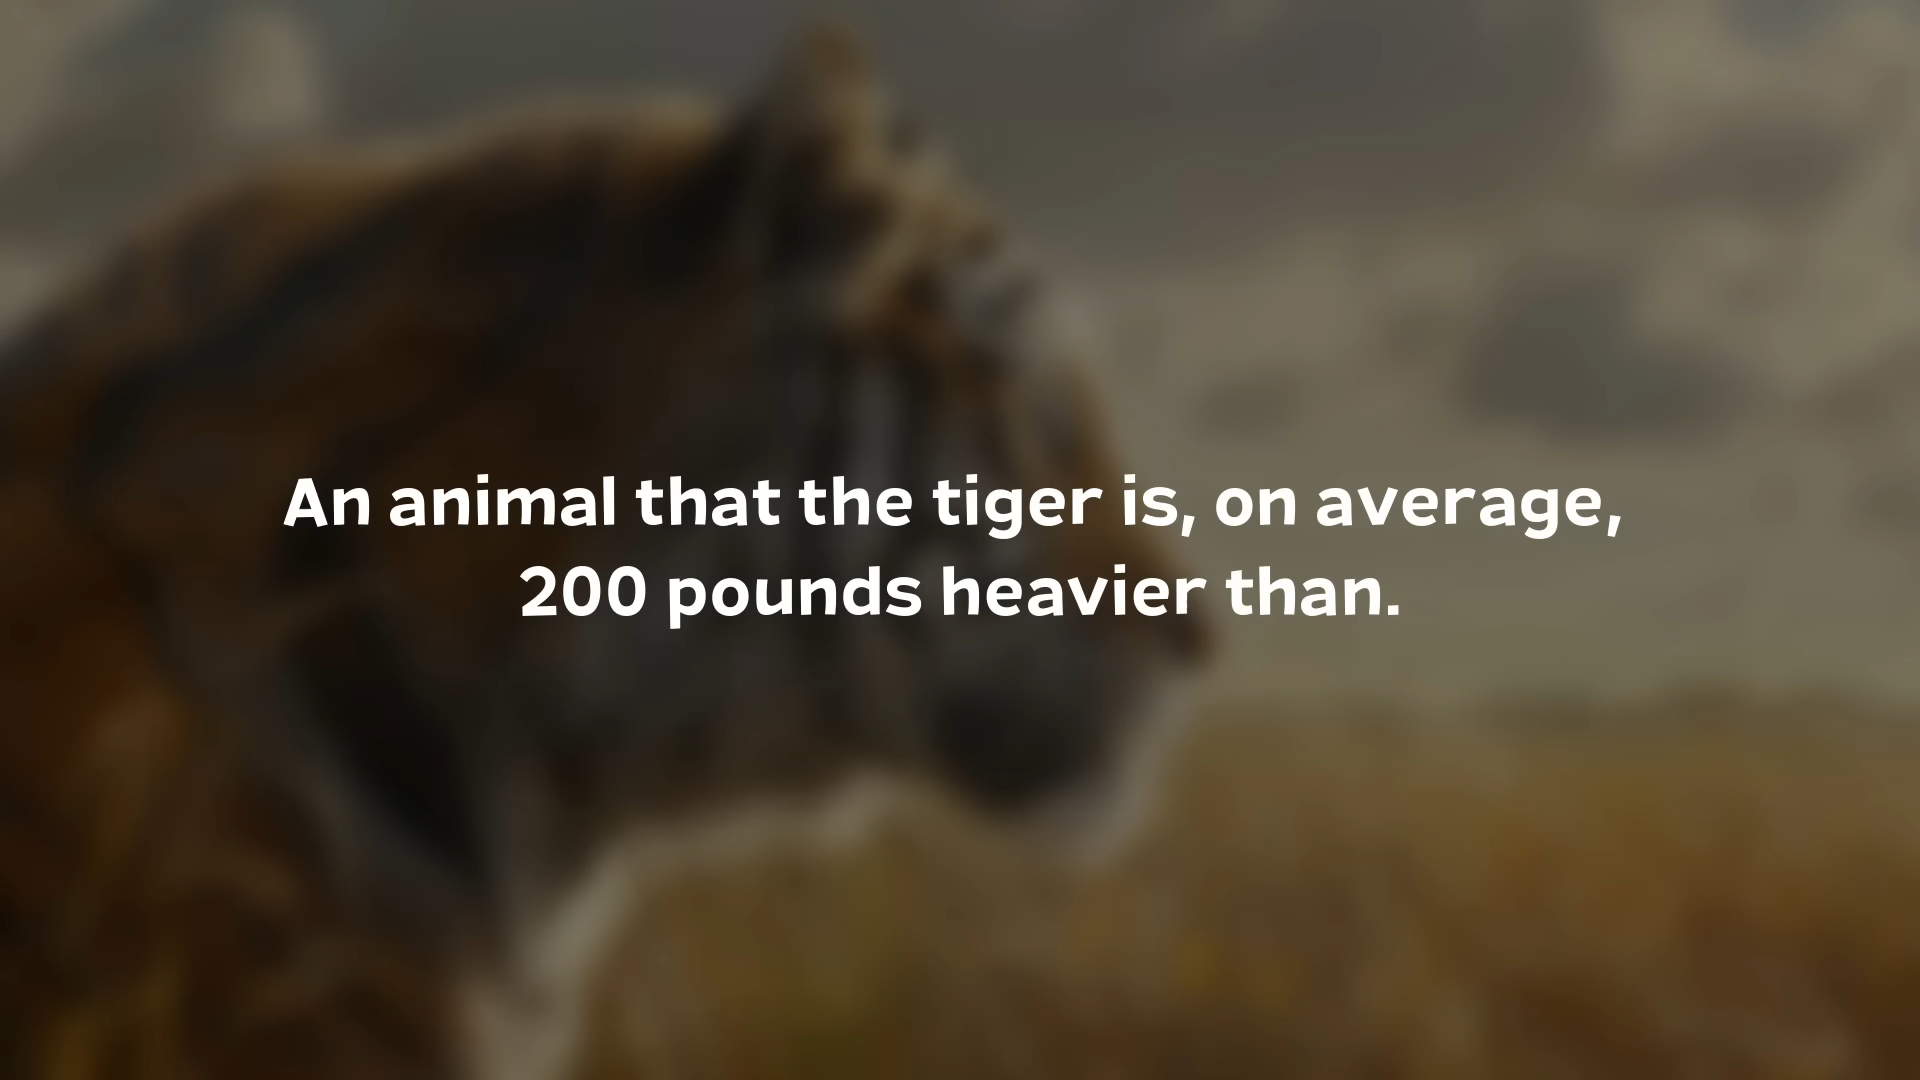 An animal that the tiger is, on average,
200 pounds heavier than.